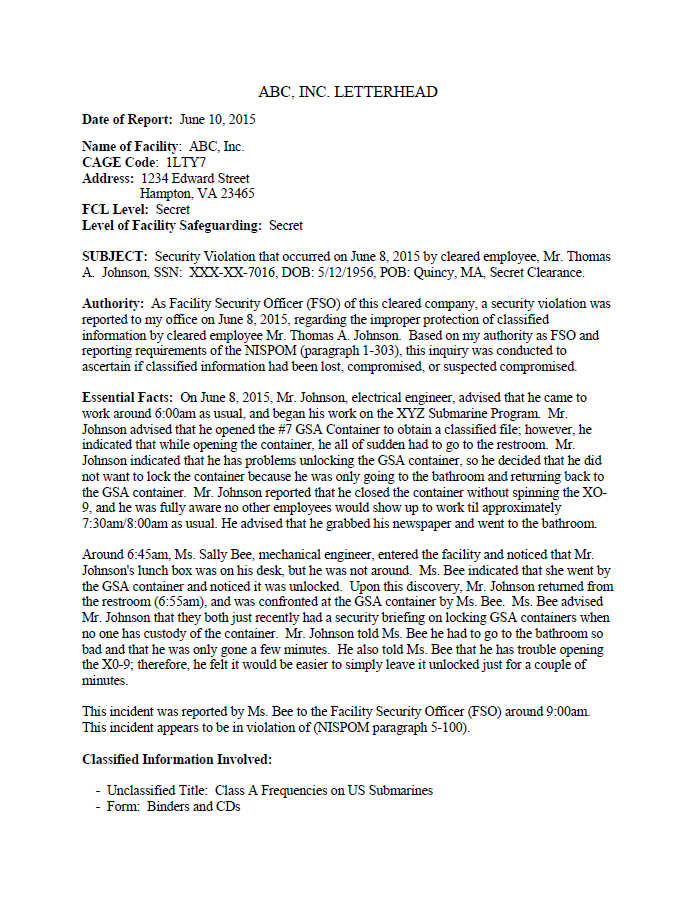 ABC, INC. LETTERHEAD
Date of Report: June 10, 2015
Name of Facility: ABC, Inc.
CAGE Code: 1LTY7
Address: 1234 Edward Street
Hampton, VA 23465
FCL Level: Secret
Level of Facility Safeguarding: Secret
SUBJECT: Security Violation that occurred on June 8, 2015 by cleared employee, Mr. Thomas
A. Johnson, SSN: XXX-XX-7016, DOB: 5/12/1956, POB: Quincy, MA, Secret Clearance.
Authority: As Facility Security Officer (FSO) of this cleared company, a security violation was
reported to my office on June 8, 2015, regarding the improper protection of classified
information by cleared employee Mr. Thomas A. Johnson. Based on my authority as FSO and
reporting requirements of the NISPOM (paragraph 1-303), this inquiry was conducted to
ascertain if classified information had been lost, compromised, or suspected compromised.
Essential Facts: On June 8, 2015, Mr. Johnson, electrical engineer, advised that he came to
work around 6:00am as usual, and began his work on the XYZ Submarine Program. Mr.
Johnson advised that he opened the #7 GSA Container to obtain a classified file; however, he
indicated that while opening the container, he all of sudden had to go to the restroom. Mr.
Johnson indicated that he has problems unlocking the GSA container, so he decided that he did
not want to lock the container because he was only going to the bathroom and returning back to
the GSA container. Mr. Johnson reported that he closed the container without spinning the XO-
9, and he was fully aware no other employees would show up to work til approximately
7:30am/8:00am as usual. He advised that he grabbed his newspaper and went to the bathroom.
Around 6:45am, Ms. Sally Bee, mechanical engineer, entered the facility and noticed that Mr.
Johnson's lunch box was on his desk, but he was not around. Ms. Bee indicated that she went by
the GSA container and noticed it was unlocked. Upon this discovery, Mr. Johnson returned from
the restroom (6:55am), and was confronted at the GSA container by Ms. Bee. Ms. Bee advised
Mr. Johnson that they both just recently had a security briefing on locking GSA containers when
no one has custody of the container. Mr. Johnson told Ms. Bee he had to go to the bathroom so
bad and that he was only gone a few minutes. He also told Ms. Bee that he has trouble opening
the X0-9; therefore, he felt it would be easier to simply leave it unlocked just for a couple of
minutes.
This incident was reported by Ms. Bee to the Facility Security Officer (FSO) around 9:00am.
This incident appears to be in violation of (NISPOM paragraph 5-100).
Classified Information Involved:
- Unclassified Title: Class A Frequencies on US Submarines
- Form: Binders and CDs